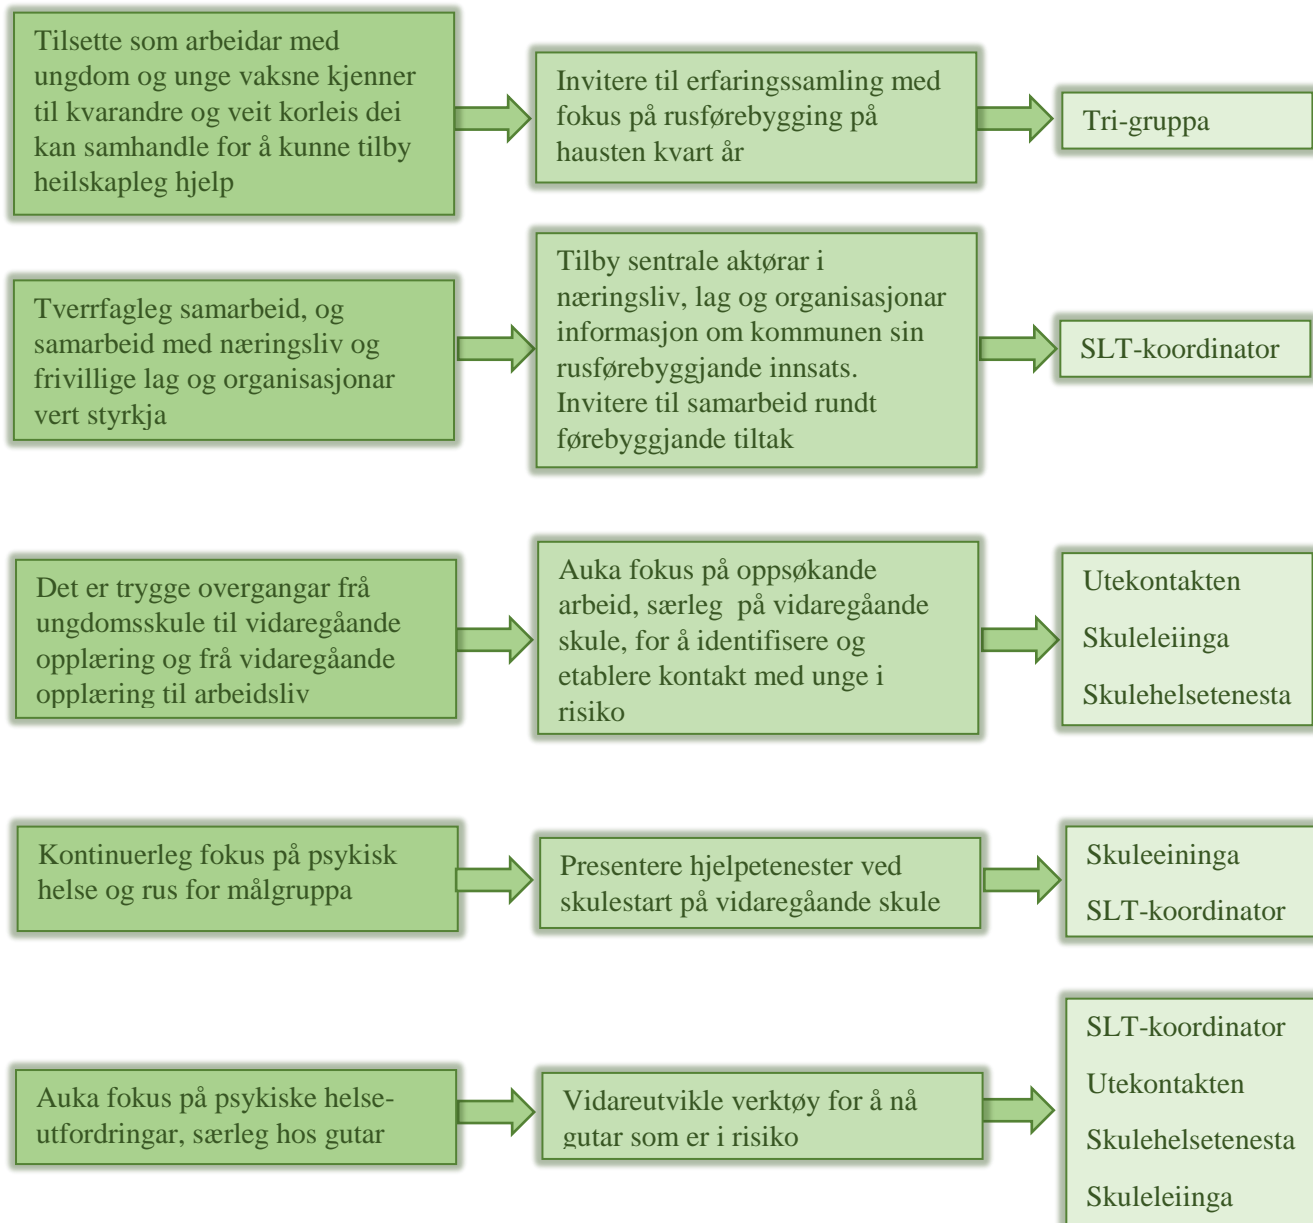 Tilsette som arbeidar med
ungdom og unge vaksne kjenner
til kvarandre og veit korleis dei
kan samhandle for å kunne tilby
heilskapleg hjelp
Invitere til erfaringssamling med
fokus på rusførebygging på
hausten kvart år
Tri-gruppa
Tverrfagleg samarbeid, og
samarbeid med næringsliv og
frivillige lag og organisasjonar
vert styrkja
Tilby sentrale aktørar i
næringsliv, lag og organisasjonar
informasjon om kommunen sin
rusførebyggjande innsats.
Invitere til samarbeid rundt
førebyggjande tiltak
SLT-koordinator
Det er trygge overgangar frå
ungdomsskule til vidaregåande
opplæring og frå vidaregåande
opplæring til arbeidsliv
Auka fokus på oppsøkande
arbeid, særleg  på vidaregåande
skule, for å identifisere og
etablere kontakt med unge i
risiko
Utekontakten
Skuleleiinga
Skulehelsetenesta
Kontinuerleg fokus på psykisk
helse og rus for målgruppa
Presentere hjelpetenester ved
skulestart på vidaregåande skule
Skuleeininga
SLT-koordinator
Auka fokus på psykiske helse-
utfordringar, særleg hos gutar
Vidareutvikle verktøy for å nå
gutar som er i risiko
SLT-koordinator
Utekontakten
Skulehelsetenesta
Skuleleiinga